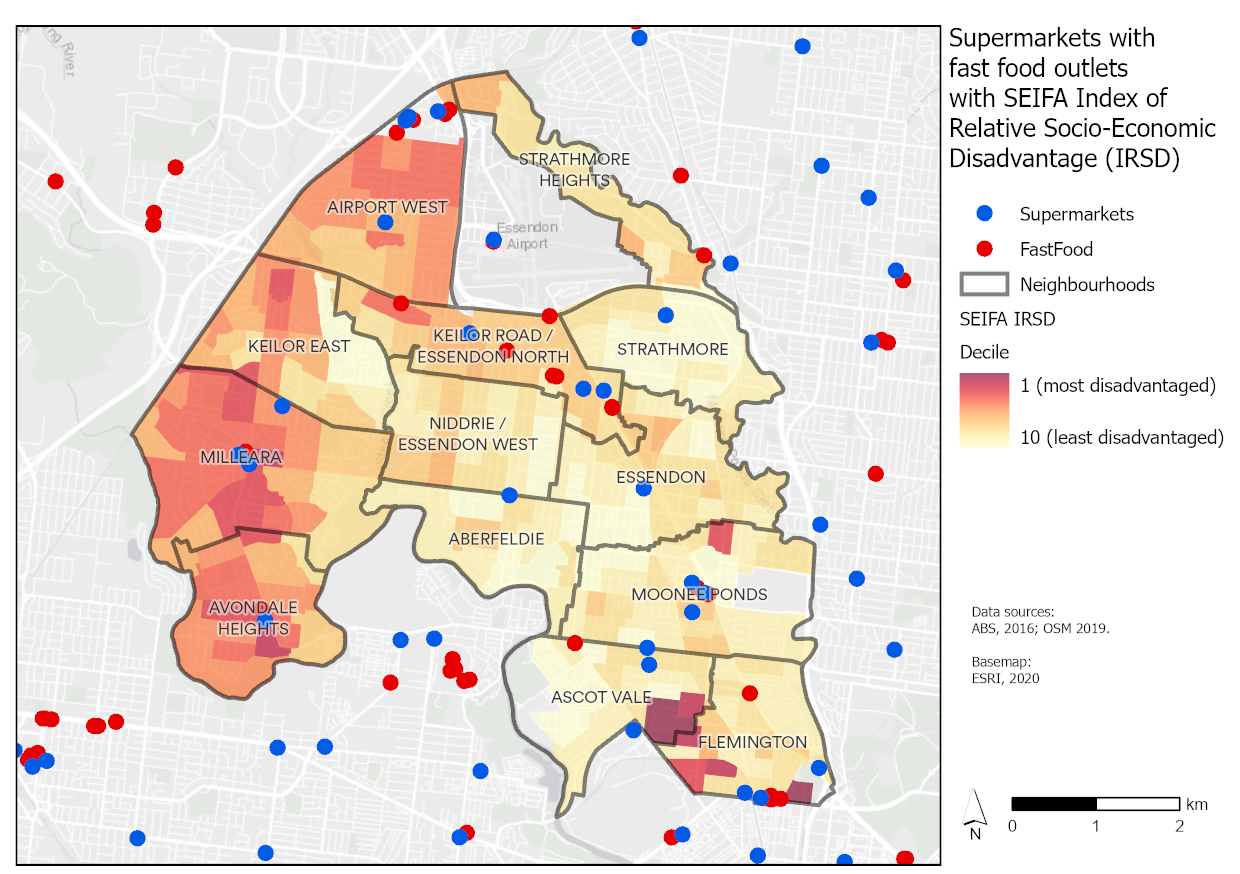 Supermarkets with
fast food outlets
with SEIFA Index of
Relative Socio-Economic
Disadvantage (IRSD)
Supermarkets
FastFood
Neighbourhoods
SEIFA IRSD
Decile
1 (most disadvantaged)
10 (least disadvantaged)
Data sources:
ABS, 2016; OSM 2019.
Basemap:
ESRI, 2020
N
0 1 2 km
River
STRATHMORE
HEIGHTS
AIRPORT WEST
Essendon
Airport
KEILOR EAST
KEILOR ROAD /
ESSENDON NORTH
STRATHMORE
NIDDRIE /
ESSENDON WEST
MILLEARA
ESSENDON
ABERFELDIE
AVONDALE
HEIGHTS
MOONEE PONDS
ASCOT VALE
FLEMINGTON